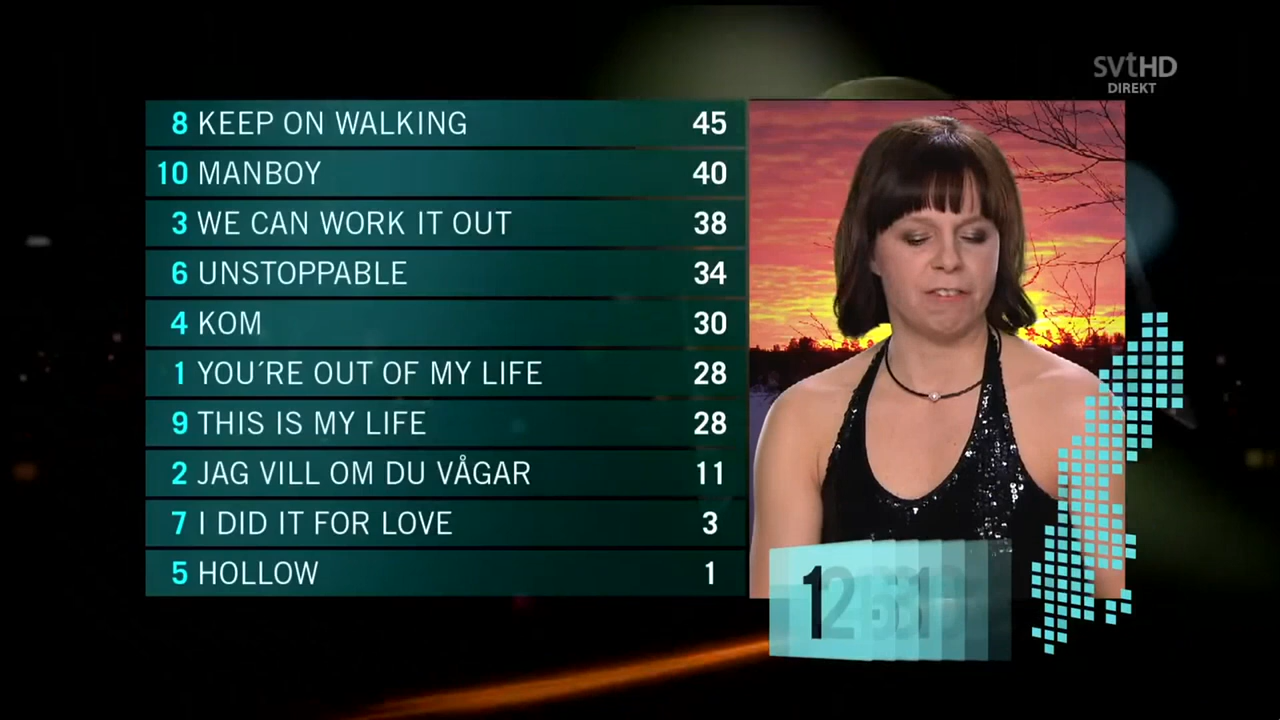 svtHD
DIREKT
8 KEEP ON WALKING 45
10 MANBOY 40
3 WE CAN WORK IT OUT 38
6 UNSTOPPABLE 34
4 KOM 30
1 YOU´RE OUT OF MY LIFE 28
9 THIS IS MY LIFE 28
2 JAG VILL OM DU VÅGAR 11
7 I DID IT FOR LOVE 3
5 HOLLOW 1
1 2